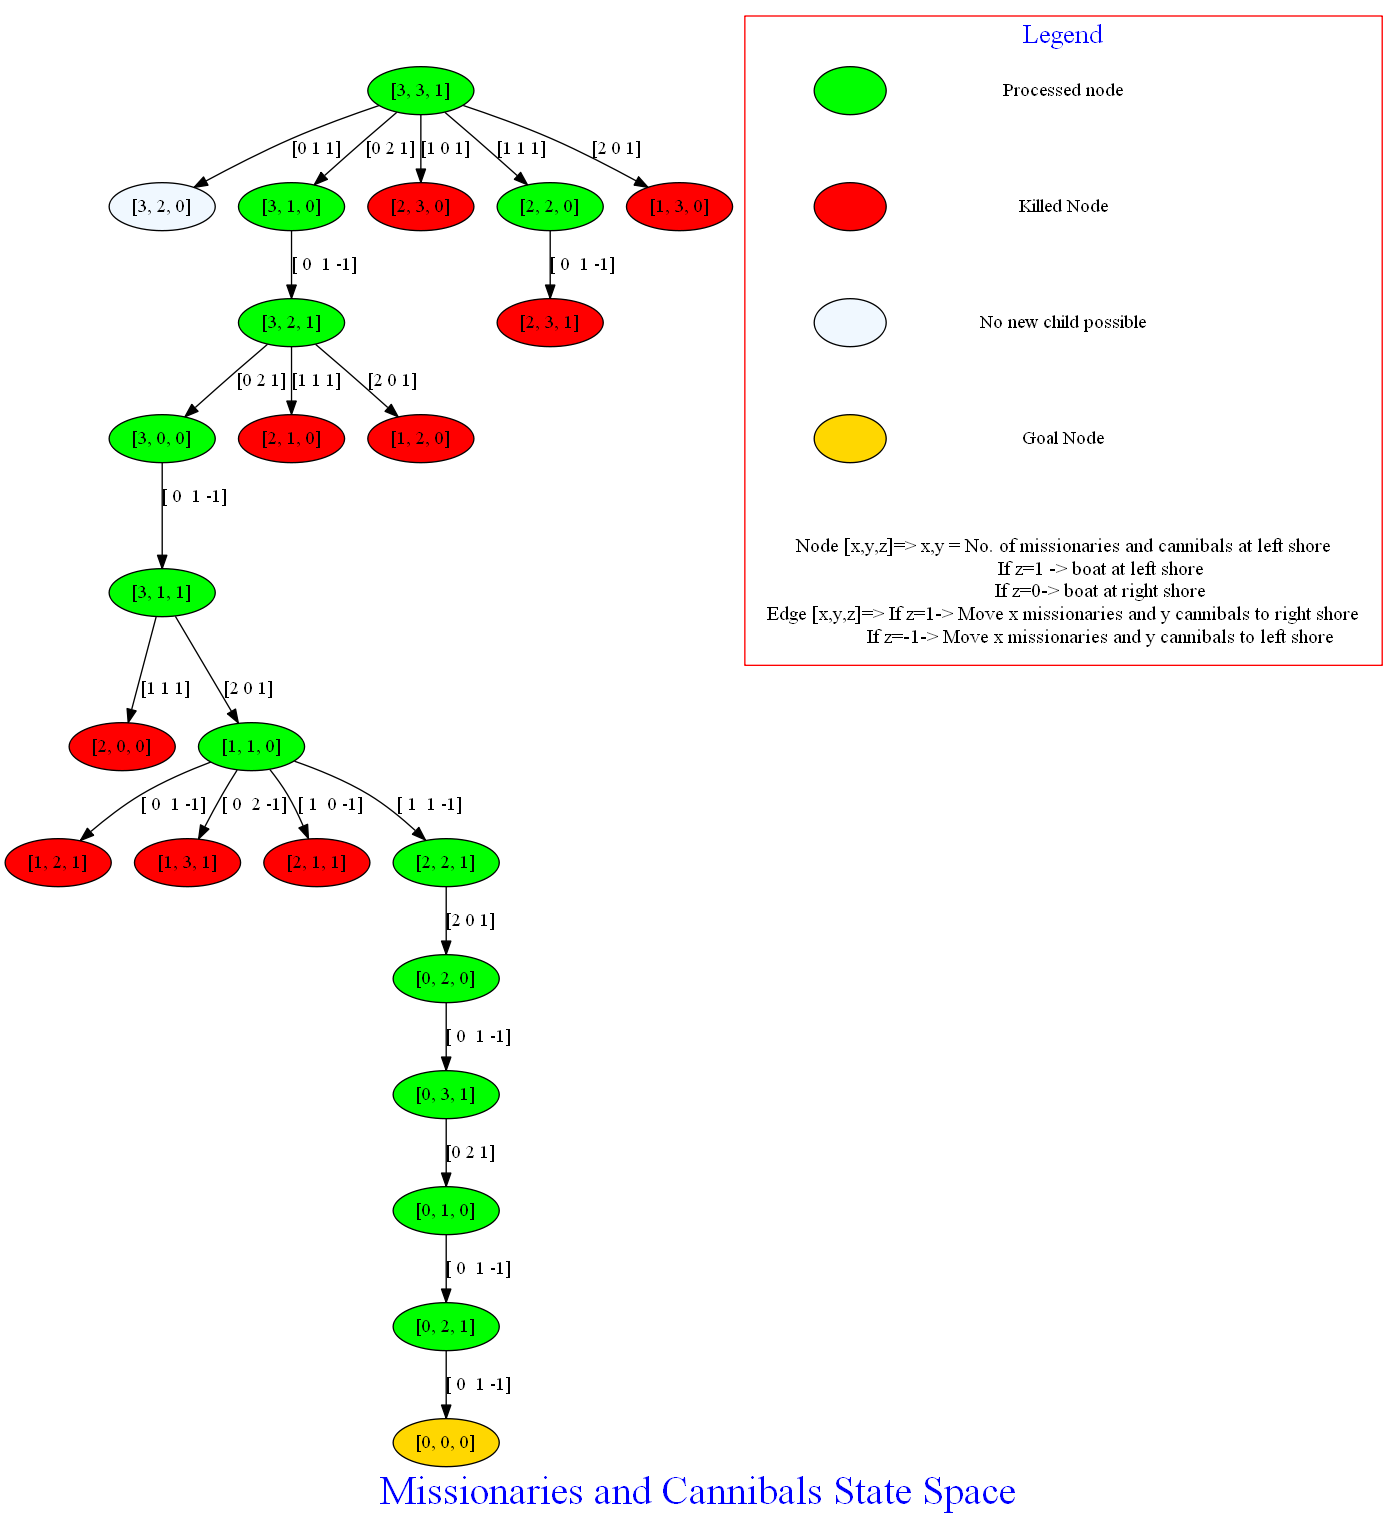 Legend
Processed node
Killed Node
No new child possible
Goal Node
Node [x,y,z]=> x,y = No. of missionaries and cannibals at left shore
If z=1 -> boat at left shore
If z=0-> boat at right shore
Edge [x,y,z]=> If z=1-> Move x missionaries and y cannibals to right shore
If z=-1-> Move x missionaries and y cannibals to left shore
[3, 3, 1]
[0 1 1] [0 2 1] [1 0 1] [1 1 1] [2 0 1]
[3, 2, 0] [3, 1, 0] [2, 3, 0] [2, 2, 0] [1, 3, 0]
[ 0  1 -1] [ 0  1 -1]
[3, 2, 1] [2, 3, 1]
[0 2 1] [1 1 1] [2 0 1]
[3, 0, 0] [2, 1, 0] [1, 2, 0]
[ 0  1 -1]
[3, 1, 1]
[1 1 1] [2 0 1]
[2, 0, 0] [1, 1, 0]
[ 0  1 -1] [ 0  2 -1] [ 1  0 -1] [ 1  1 -1]
[1, 2, 1] [1, 3, 1] [2, 1, 1] [2, 2, 1]
[2 0 1]
[0, 2, 0]
[ 0  1 -1]
[0, 3, 1]
[0 2 1]
[0, 1, 0]
[ 0  1 -1]
[0, 2, 1]
[ 0  1 -1]
[0, 0, 0]
Missionaries and Cannibals State Space